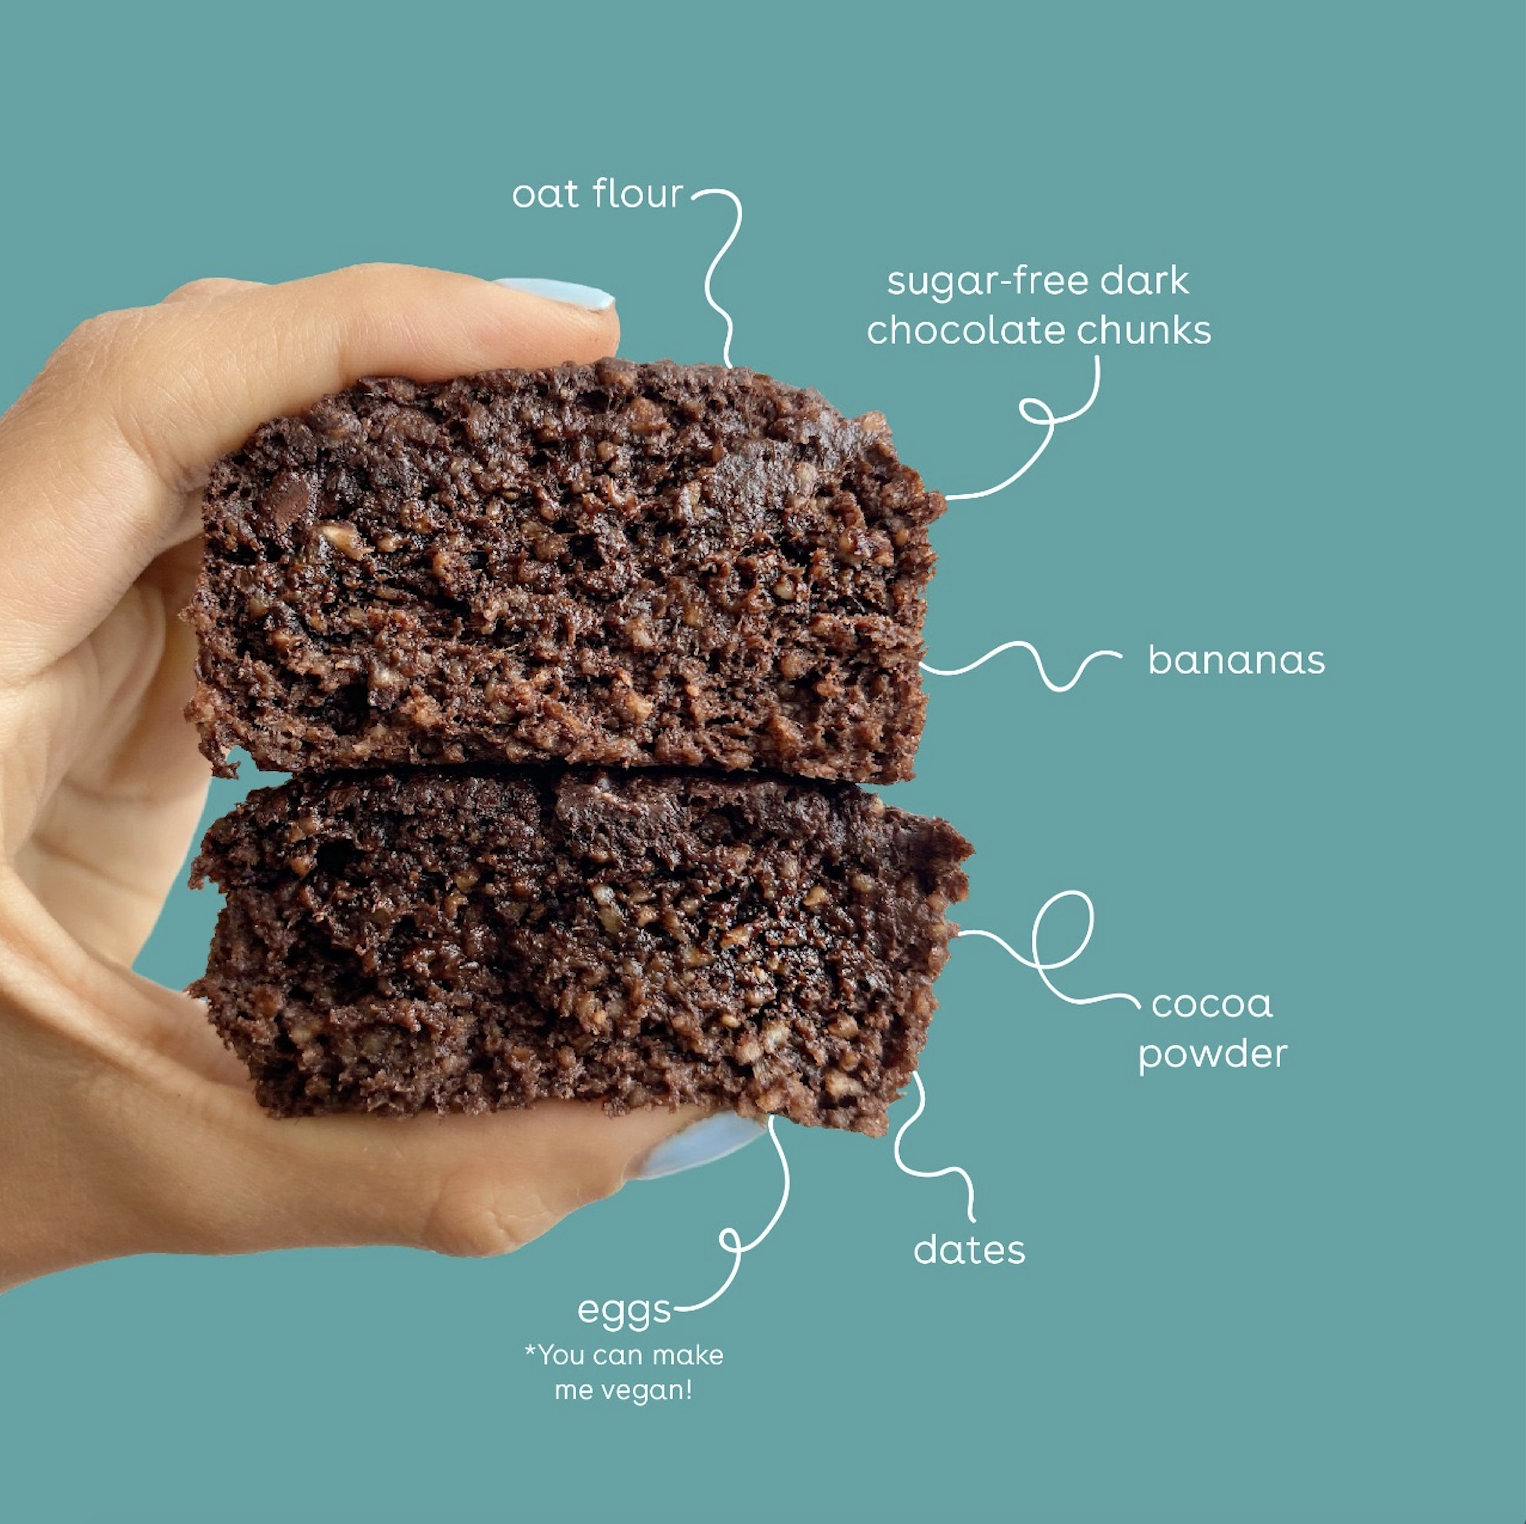 oat flour
sugar-free dark
chocolate chunks
bananas
cocoa
powder
dates
eggs
*You can make
me vegan!